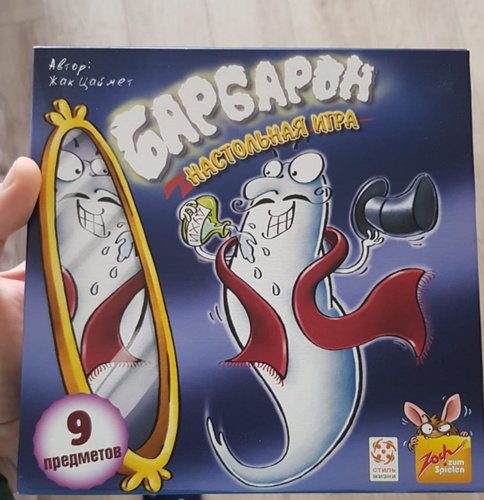 Автор:
Жак Цаймет
БАРБАРОН
НАСТОЛЬНАЯ ИГРА
9
предметов
СТИЛЬ
ЖИЗНИ
Zoch
zum
Spielen